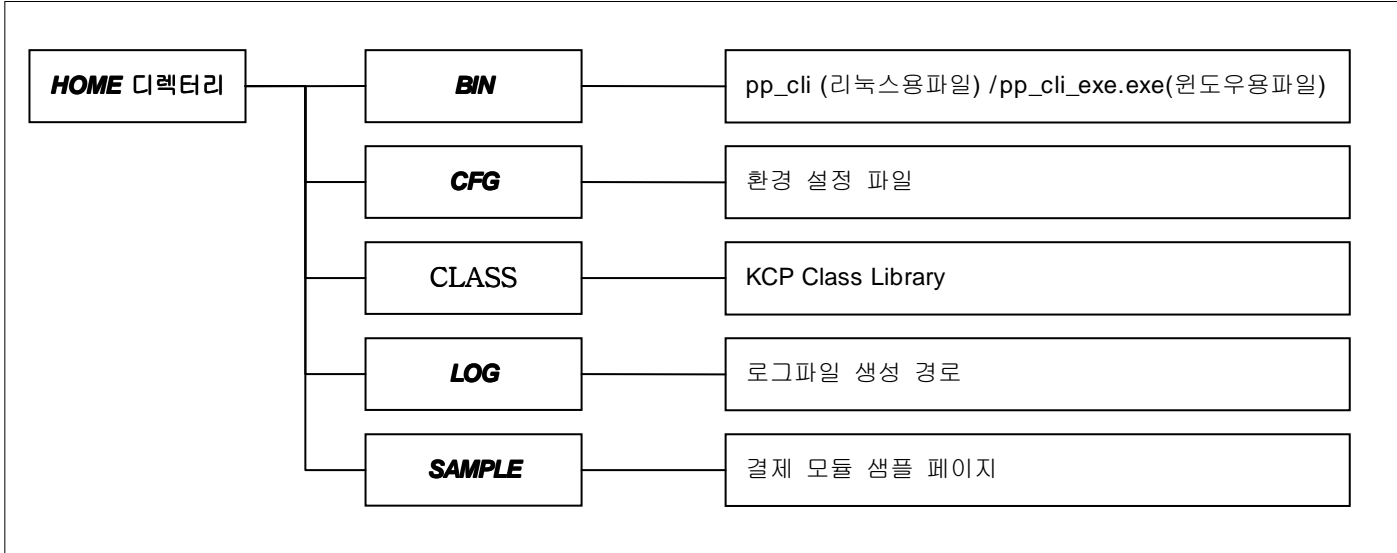 HOME 디렉터리
BIN
pp_cli (리눅스용파일) /pp_cli_exe.exe(윈도우용파일)
CFG
환경 설정 파일
CLASS
KCP Class Library
LOG
로그파일 생성 경로
SAMPLE
결제 모듈 샘플 페이지